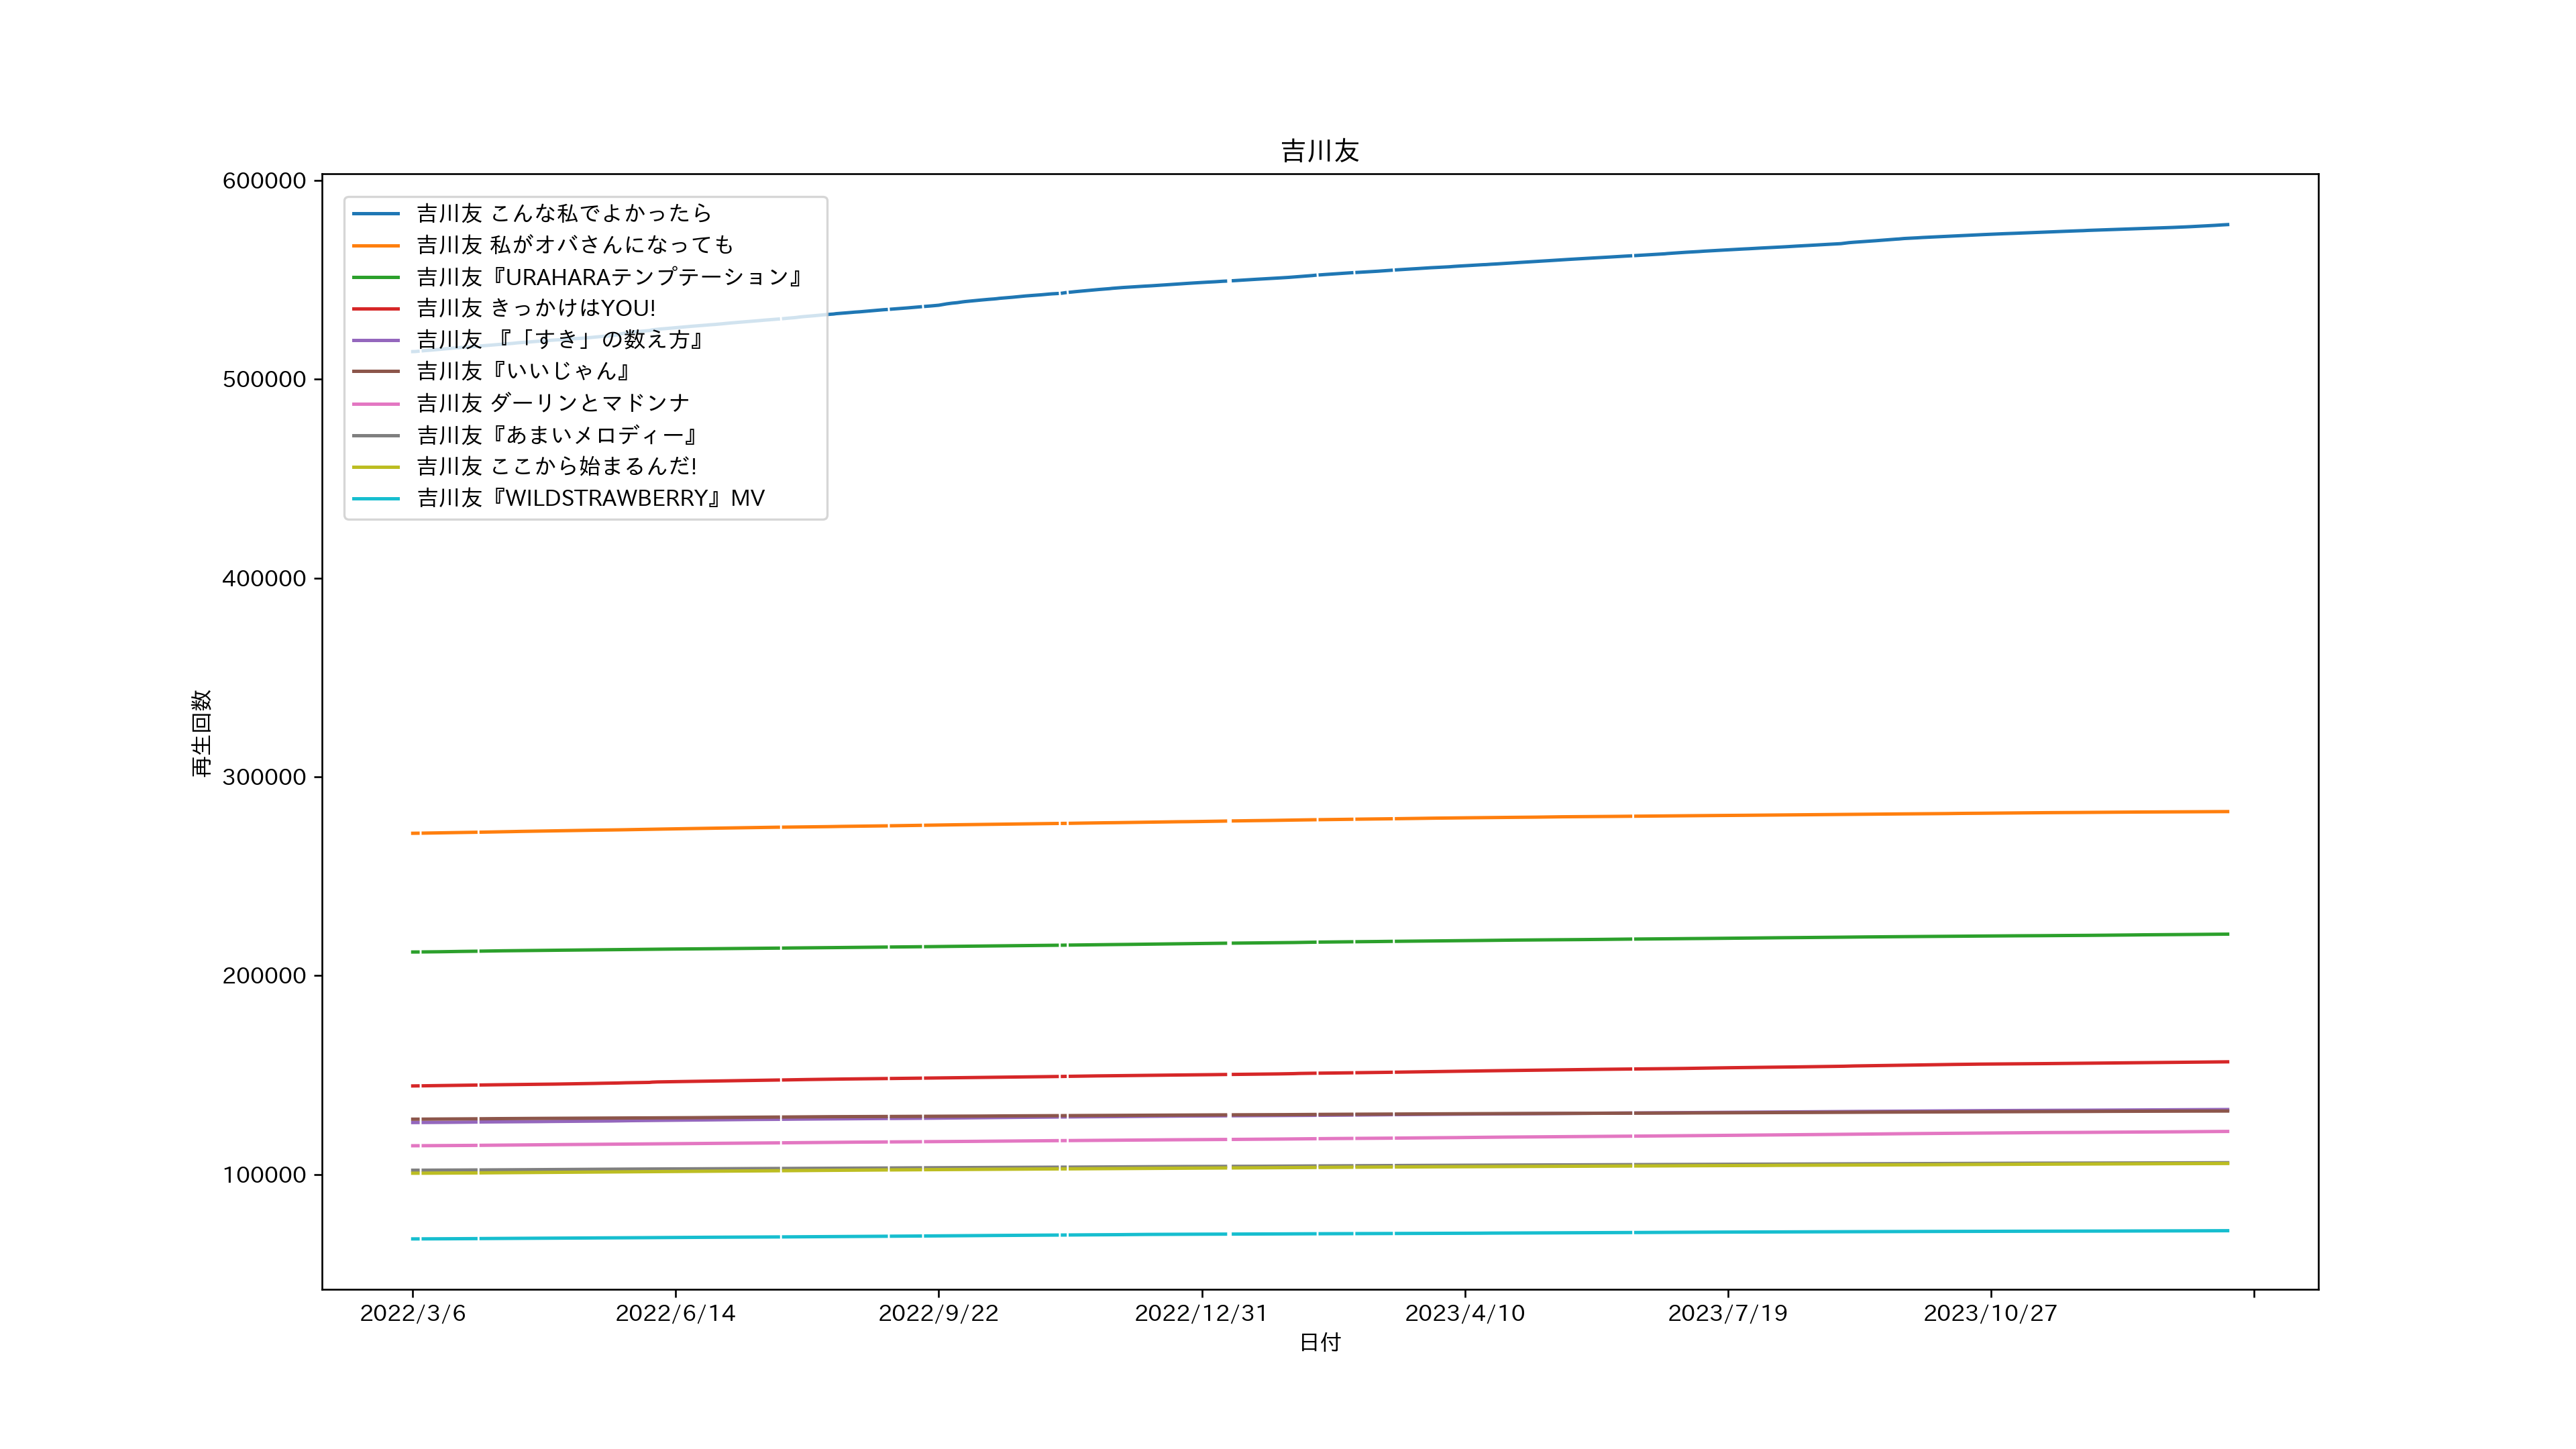 吉川友
600000
500000
400000
300000
200000
100000
再生回数
吉川友 こんな私でよかったら
吉川友 私がオバさんになっても
吉川友『URAHARAテンプテーション』
吉川友 きっかけはYOU!
吉川友 『「すき」の数え方』
吉川友『いいじゃん』
吉川友 ダーリンとマドンナ
吉川友『あまいメロディー』
吉川友 ここから始まるんだ!
吉川友『WILDSTRAWBERRY』MV
2022/3/6 2022/6/14 2022/9/22 2022/12/31 2023/4/10 2023/7/19 2023/10/27
日付